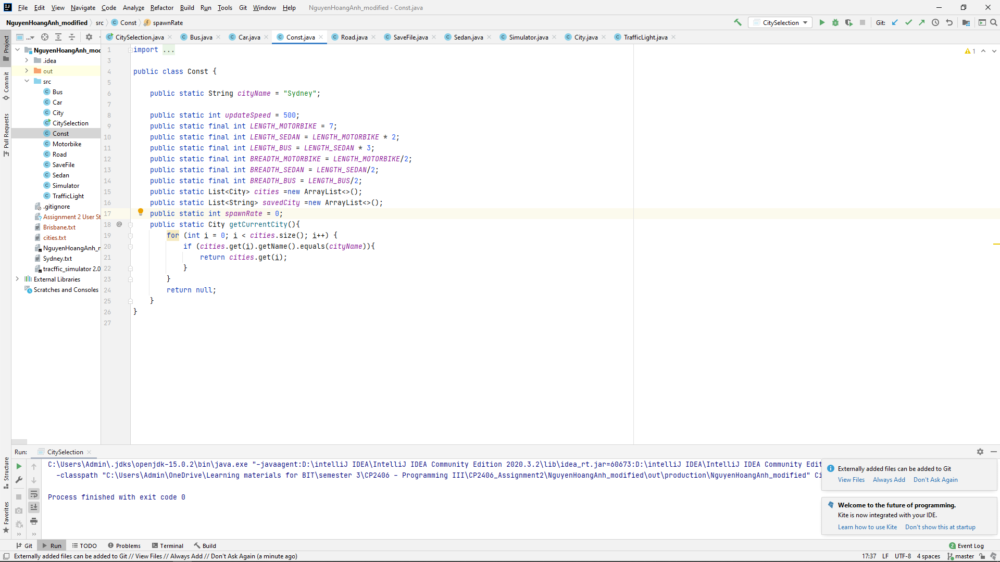 File Edit View Navigate Code Analyze Refactor Build Run Tools Git Window Help NguyenHoangAnh_modified - Const.java
NguyenHoangAnh_modified src Const spawnRate CitySelection Git:
CitySelection.java Bus.java Car.java Const.java Road.java SaveFile.java Sedan.java Simulator.java City.java TrafficLight.java
Project
Commit
Pull Requests
Structure
Favorites
NguyenHoangAnh_mod
.idea
out
src
Bus
Car
City
CitySelection
Const
Motorbike
Road
SaveFile
Sedan
Simulator
TrafficLight
.gitignore
Assignment 2 User St
Brisbane.txt
cities.txt
NguyenHoangAnh_r
Sydney.txt
tracffic_simulator 2.0
External Libraries
Scratches and Consoles
1 import ...
1
3
4 public class Const {
5
6 public static String cityName = "Sydney";
7
8 public static int updateSpeed = 500;
9 public static final int LENGTH_MOTORBIKE = 7;
10 public static final int LENGTH_SEDAN = LENGTH_MOTORBIKE * 2;
11 public static final int LENGTH_BUS = LENGTH_SEDAN * 3;
12 public static final int BREADTH_MOTORBIKE = LENGTH_MOTORBIKE/2;
13 public static final int BREADTH_SEDAN = LENGTH_SEDAN/2;
14 public static final int BREADTH_BUS = LENGTH_BUS/2;
15 public static List<City> cities =new ArrayList<>();
16 public static List<String> savedCity =new ArrayList<>();
17 public static int spawnRate = 0;
18 @ public static City getCurrentCity(){
19 for (int i = 0; i < cities.size(); i++) {
20 if (cities.get(i).getName().equals(cityName)){
21 return cities.get(i);
22 }
23 }
24 return null;
25 }
26 }
27
Run: CitySelection
C:\Users\Admin\.jdks\openjdk-15.0.2\bin\java.exe "-javaagent:D:\intelliJ IDEA\IntelliJ IDEA Community Edition 2020.3.2\lib\idea_rt.jar=60673:D:\intelliJ IDEA\IntelliJ IDEA Community Edit
-classpath "C:\Users\Admin\OneDrive\Learning materials for BIT\semester 3\CP2406 - Programming III\CP2406_Assignment2\NguyenHoangAnh_modified\out\production\NguyenHoangAnh_modified" Ci
Process finished with exit code 0
Externally added files can be added to Git
View Files Always Add Don't Ask Again
Welcome to the future of programming.
Kite is now integrated with your IDE.
Learn how to use Kite Don't show this at startup
Git Run TODO Problems Terminal Build 2 Event Log
Externally added files can be added to Git // View Files // Always Add // Don't Ask Again (a minute ago) 17:37 LF UTF-8 4 spaces master